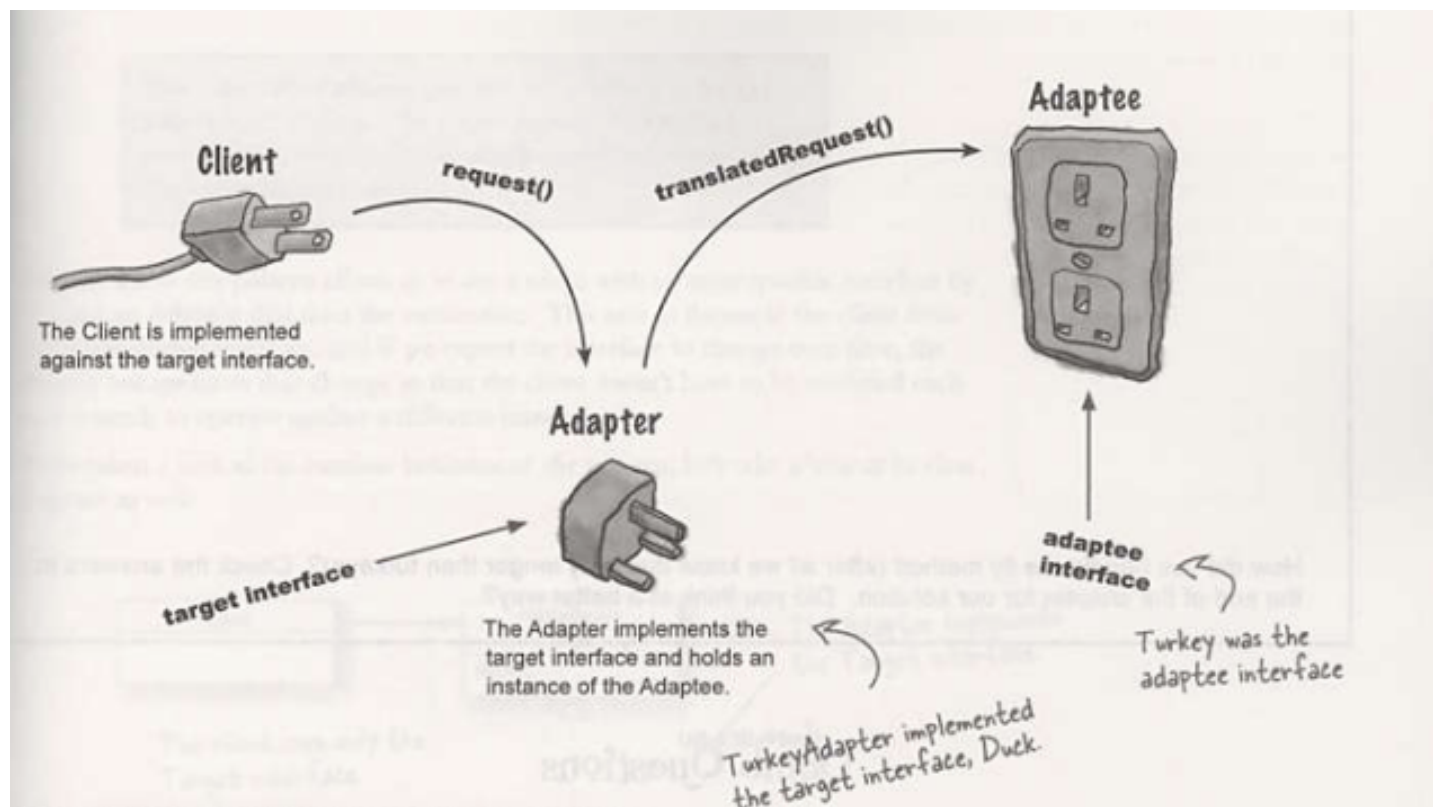 Client
request()
translatedRequest()
Adaptee
The Client is implemented
against the target interface.
Adapter
target interface
The Adapter implements the
target interface and holds an
instance of the Adaptee.
adaptee
interface
TurkeyAdapter implemented
the target interface, Duck.
Turkey was the
adaptee interface